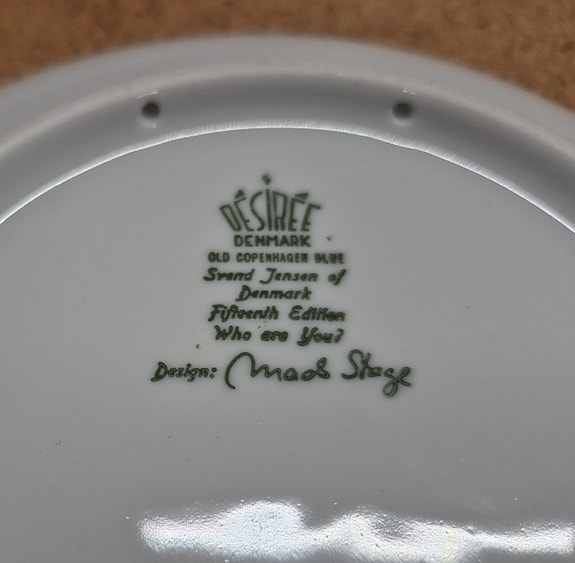 DÉSIRÉE
DENMARK
OLD COPENHAGEN BLUE
Svend Jensen of
Denmark
Fifteenth Edition
Who are You?
Design: Mads Stage